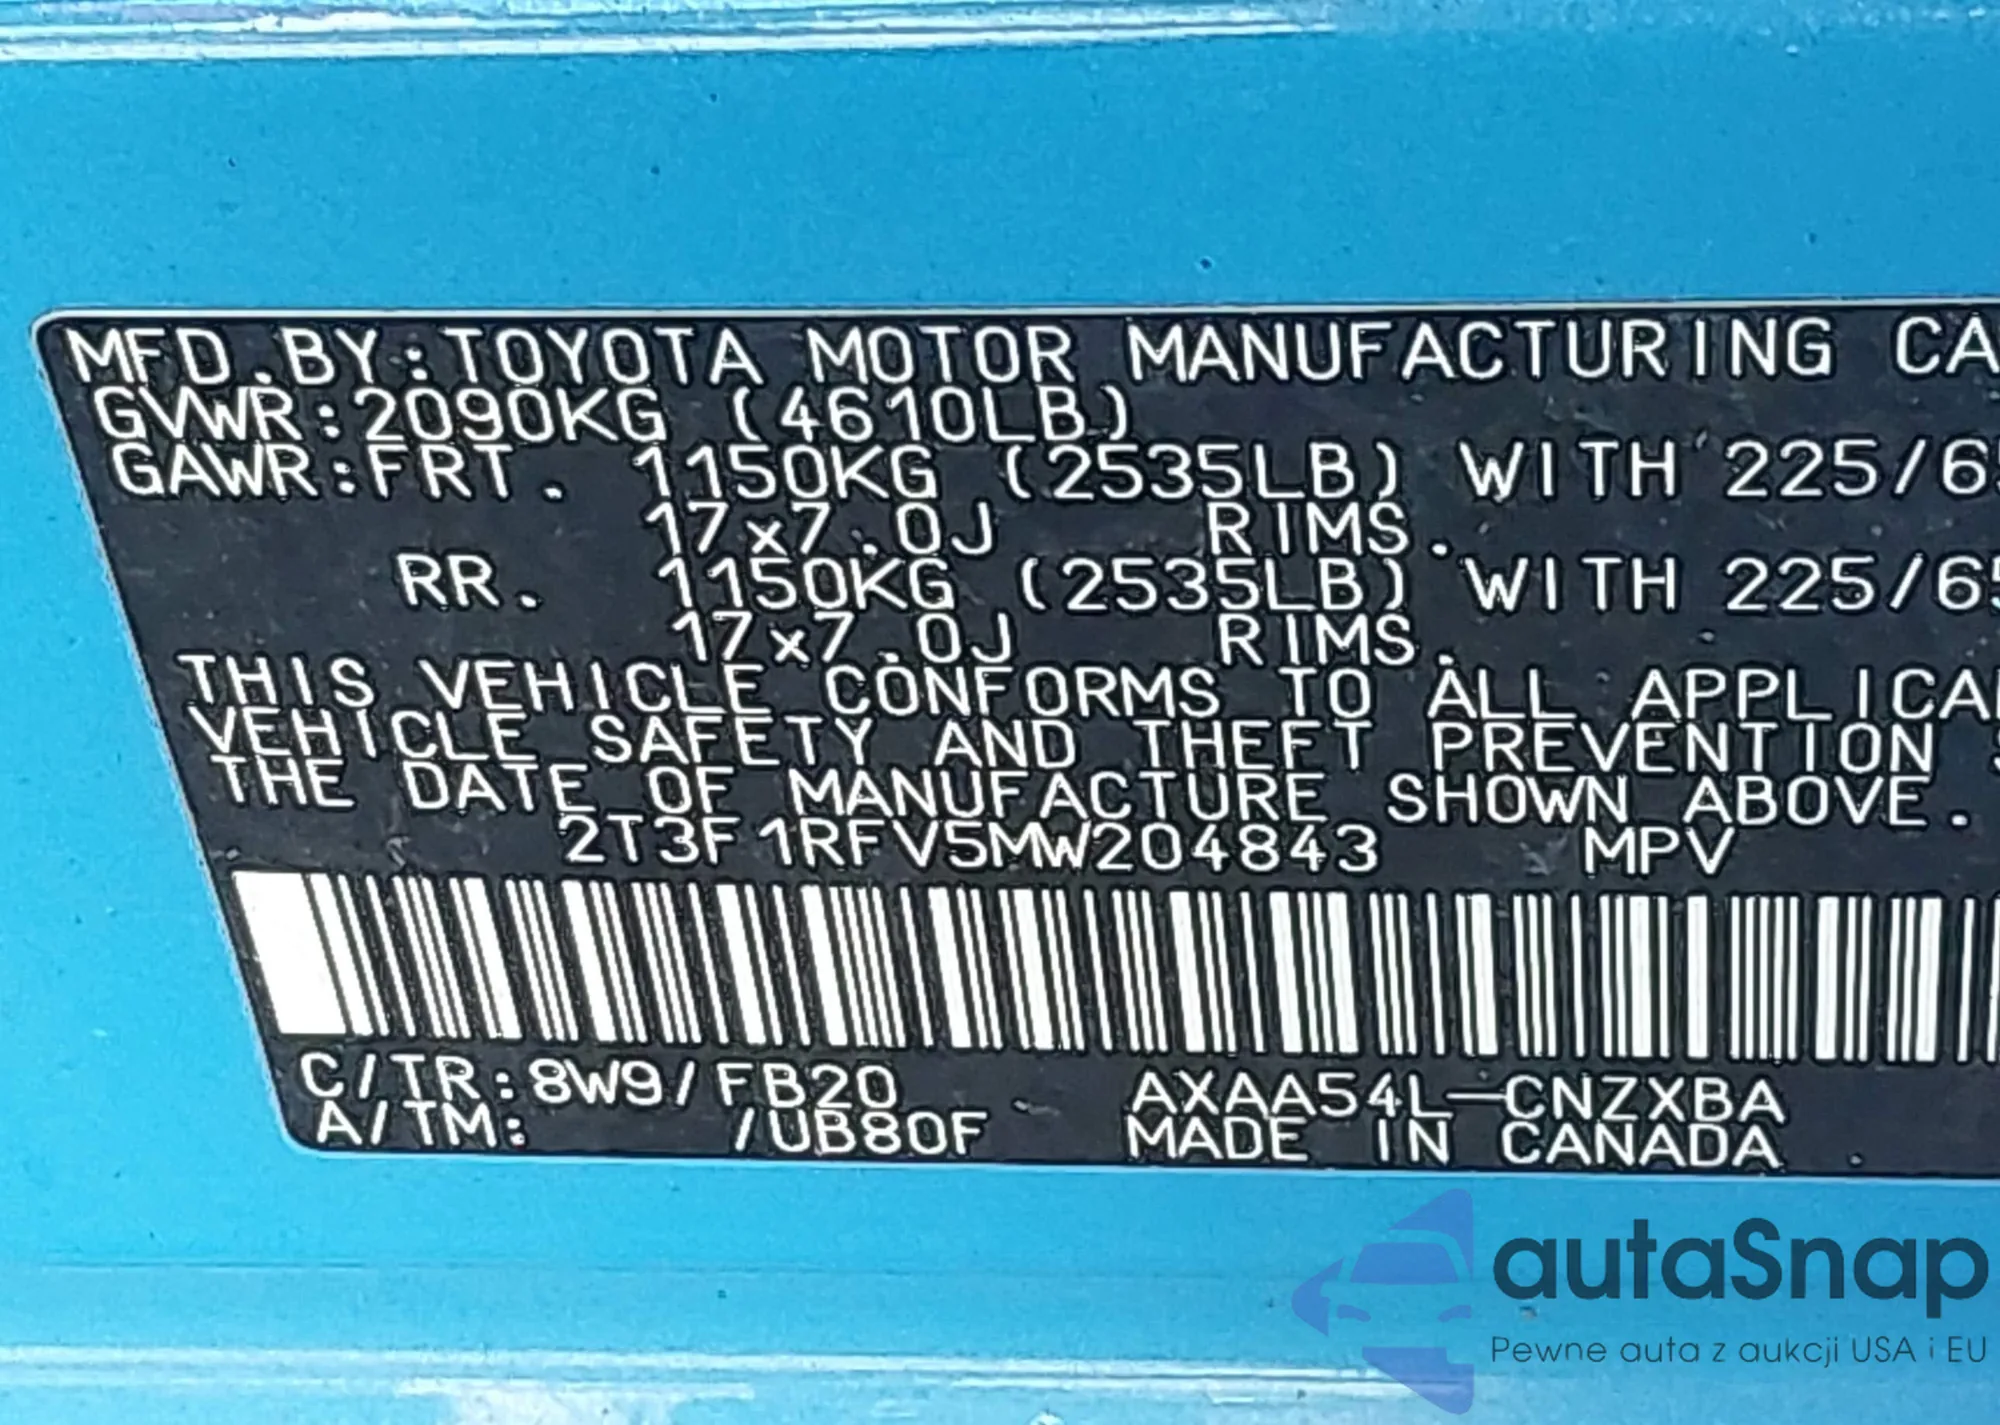 MFD.BY:TOYOTA MOTOR MANUFACTURING CA
GVWR:2090KG (4610LB)
GAWR:FRT. 1150KG (2535LB) WITH 225/65
17x7.0J RIMS.
RR. 1150KG (2535LB) WITH 225/65
17x7.0J RIMS.
THIS VEHICLE CONFORMS TO ALL APPLICA
VEHICLE SAFETY AND THEFT PREVENTION S
THE DATE OF MANUFACTURE SHOWN ABOVE.
2T3F1RFV5MW204843 MPV
C/TR:8W9/FB20 AXAA54L-CNZXBA
A/TM: /UB80F MADE IN CANADA
autaSnap
Pewne auta z aukcji USA i EU